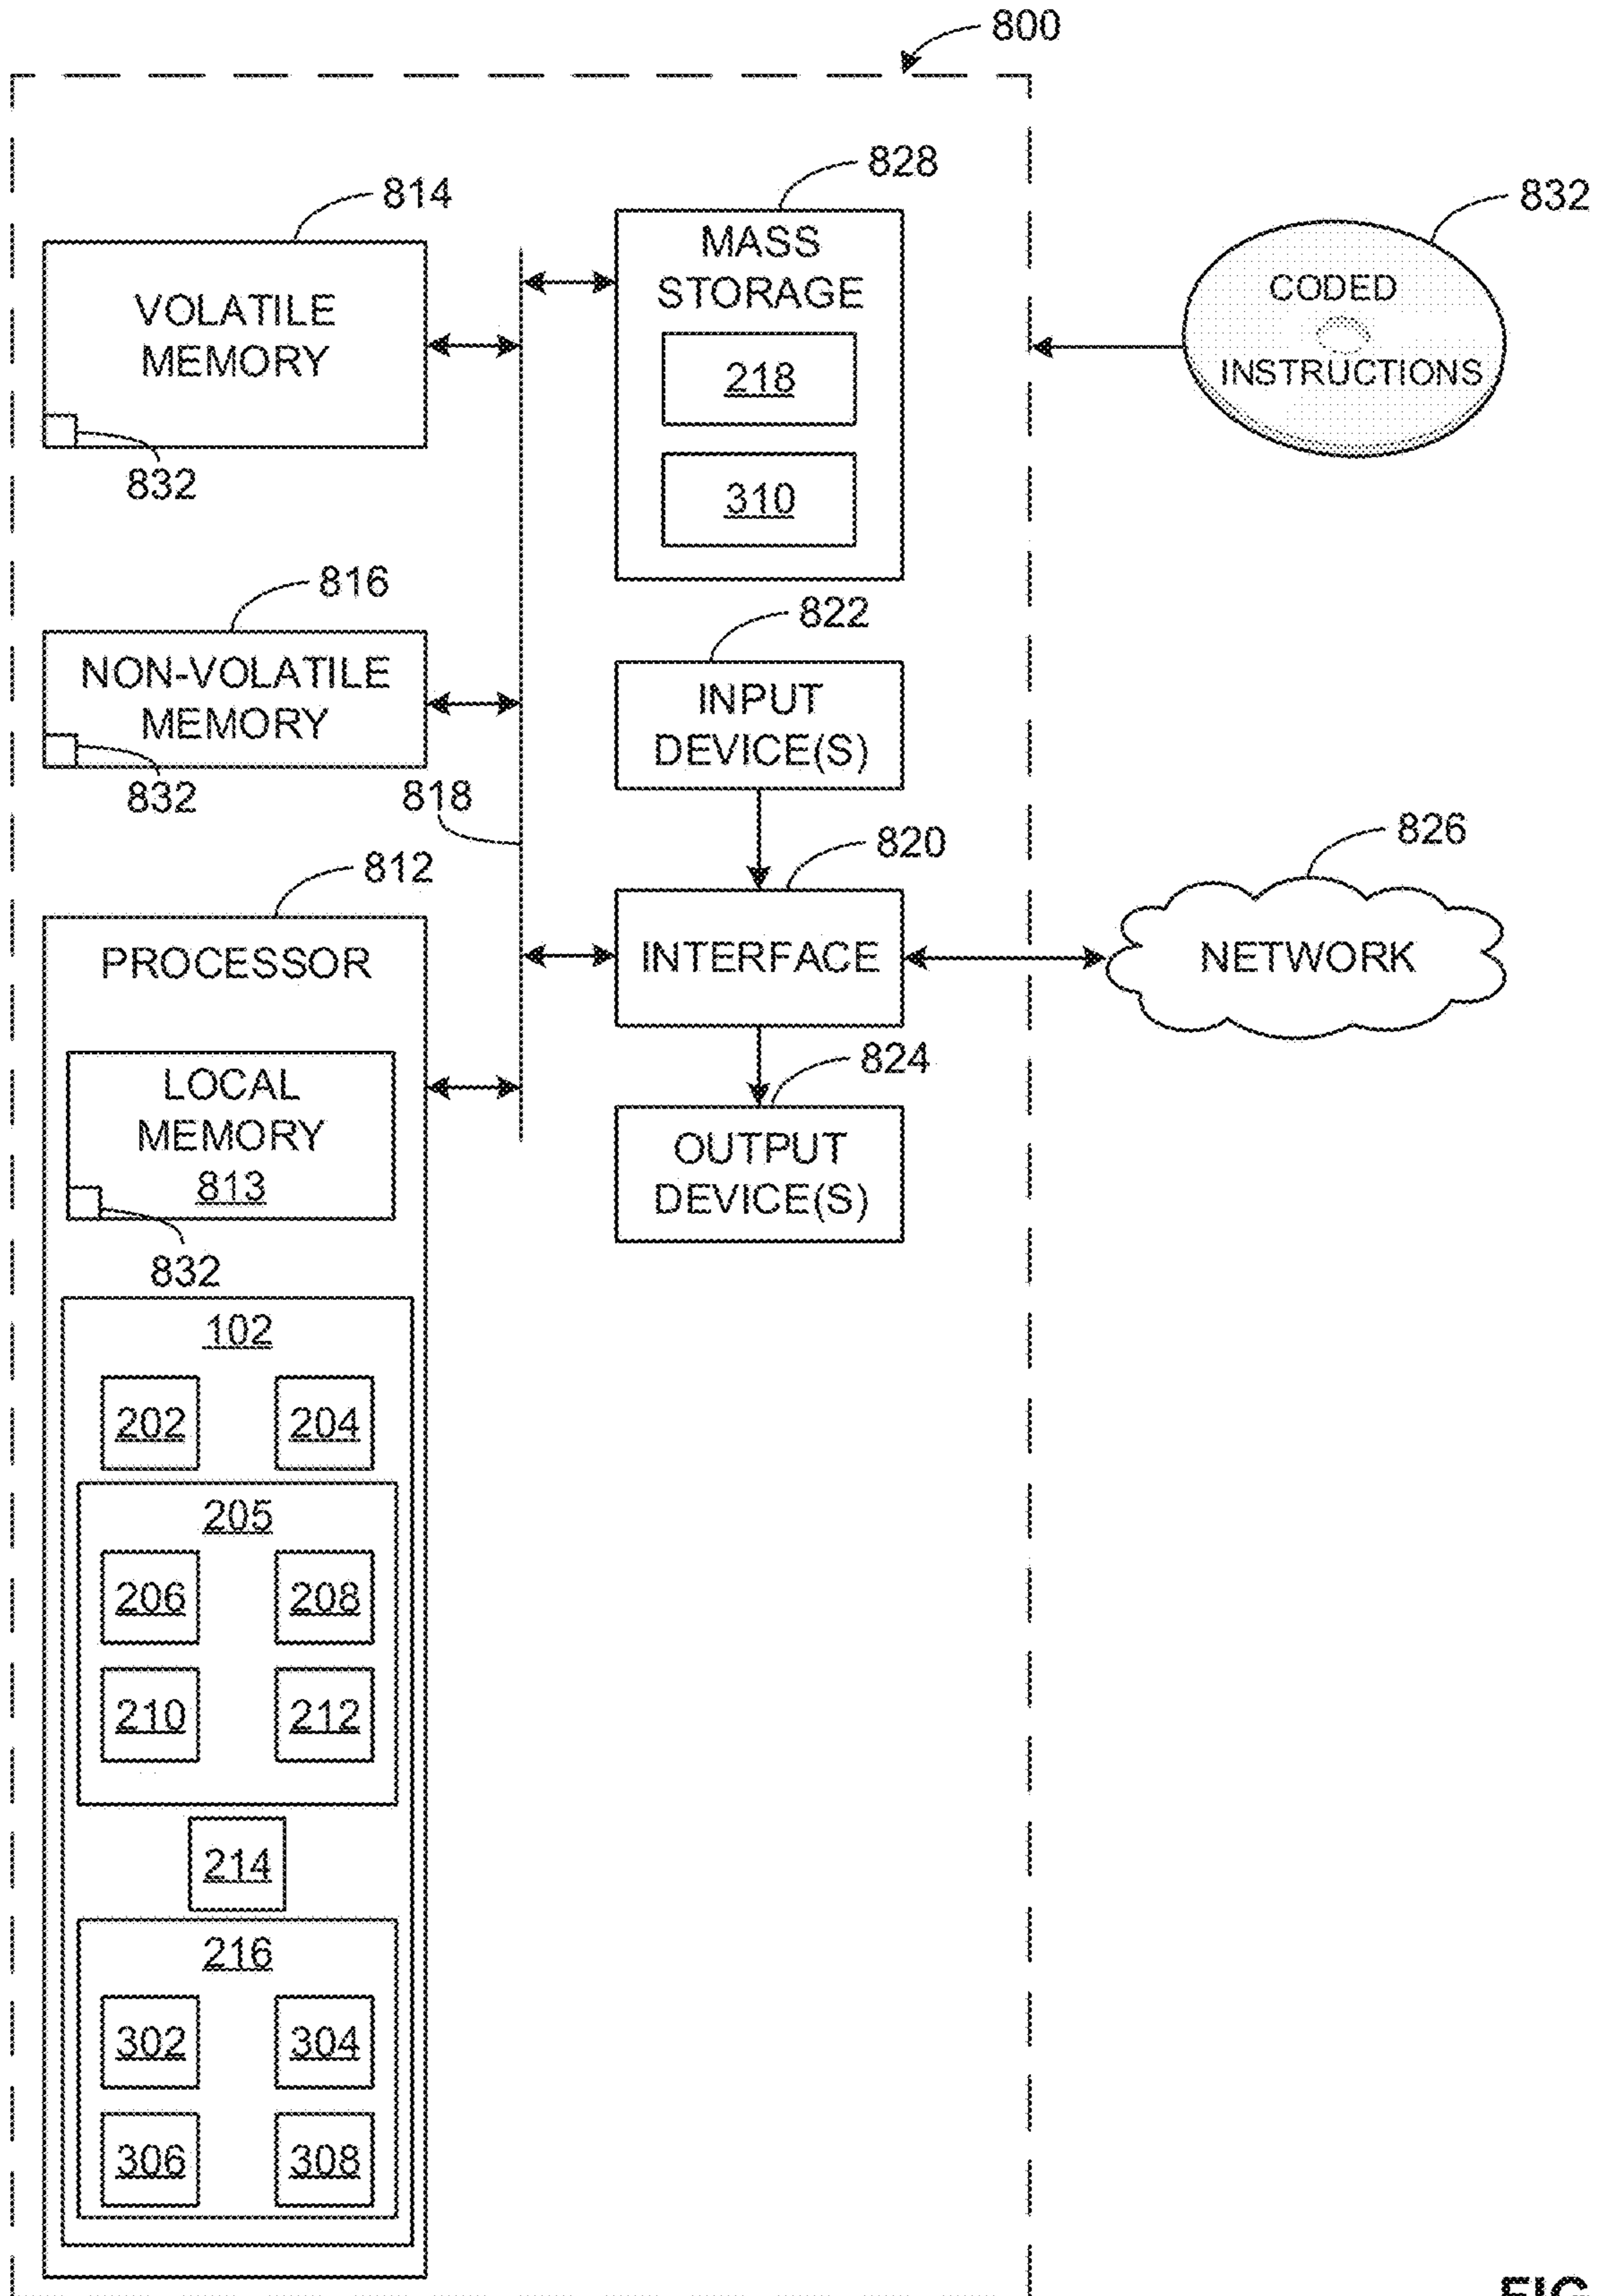 800
814
828
832
VOLATILE
MEMORY
832
MASS
STORAGE
218
310
CODED
INSTRUCTIONS
816
NON-VOLATILE
MEMORY
832
818
822
INPUT
DEVICE(S)
820
INTERFACE
826
NETWORK
824
OUTPUT
DEVICE(S)
812
PROCESSOR
LOCAL
MEMORY
813
832
102
202 204
205
206 208
210 212
214
216
302 304
306 308